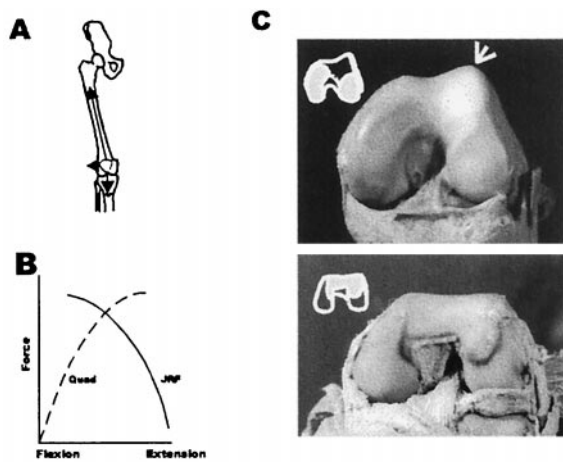 A
B
Force
Quad
JRF
Flexion
Extension
C